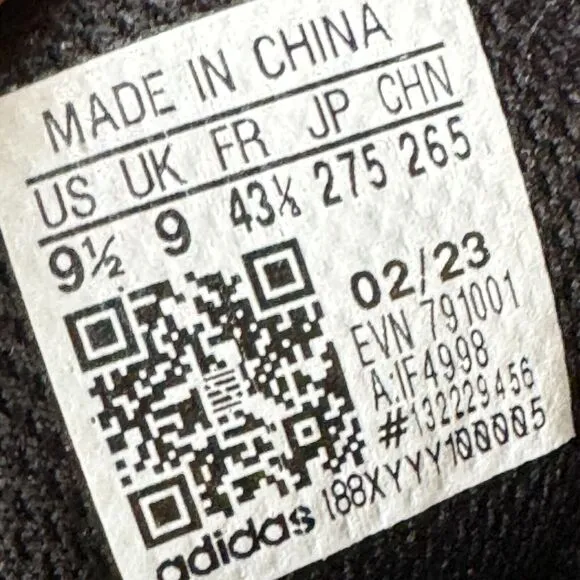 MADE IN CHINA
US UK FR JP CHN
9½ 9 43⅓ 275 265
02/23
EVN 791001
A:IF4998
#132229456
adidas 188XYYY100005